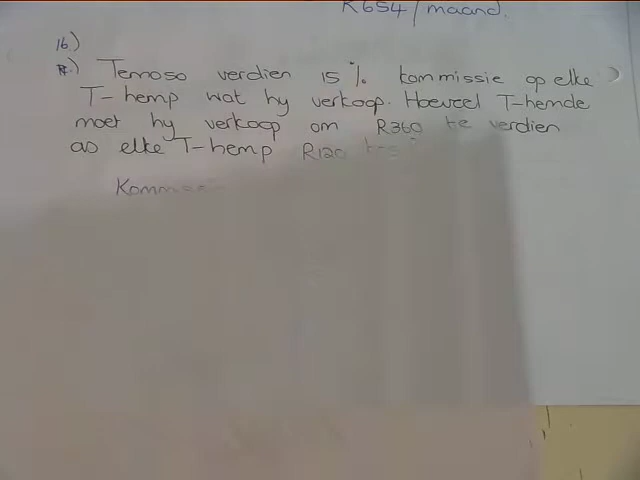 R654/maand.
16.)
Temoso verdien 15% kommissie op elke
T-hemp wat hy verkoop. Hoeveel T-hemde
moet hy verkoop om R360 te verdien
as elke T-hemp R120